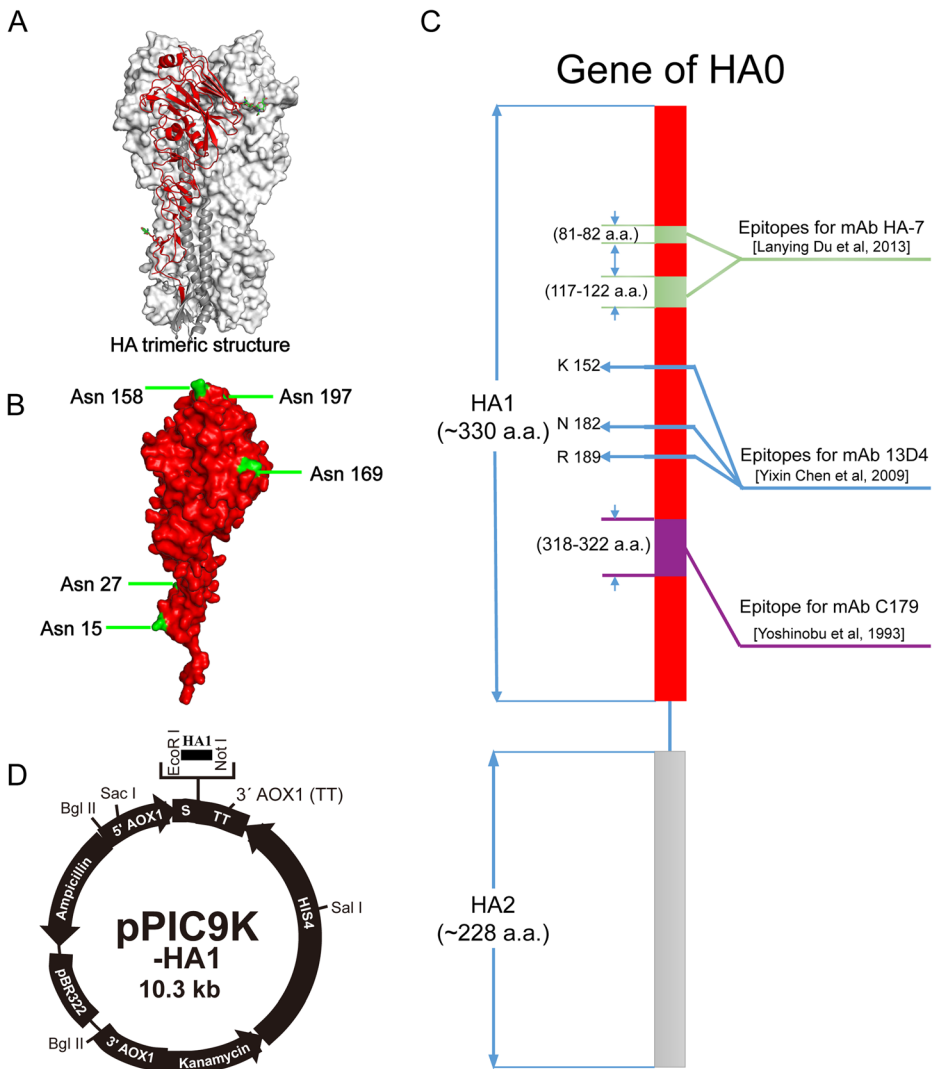 A
HA trimeric structure
B
Asn 158
Asn 197
Asn 169
Asn 27
Asn 15
C
Gene of HA0
(81-82 a.a.)
(117-122 a.a.)
Epitopes for mAb HA-7
[Lanying Du et al, 2013]
K 152
N 182
R 189
HA1
(~330 a.a.)
Epitopes for mAb 13D4
[Yixin Chen et al, 2009]
(318-322 a.a.)
Epitope for mAb C179
[Yoshinobu et al, 1993]
HA2
(~228 a.a.)
D
EcoR I
HA1
Not I
Bgl II
Sac I
5' AOX1
S
TT
3´ AOX1 (TT)
Ampicillin
HIS4
Sal I
pPIC9K
-HA1
10.3 kb
pBR322
Bgl II
3' AOX1
Kanamycin